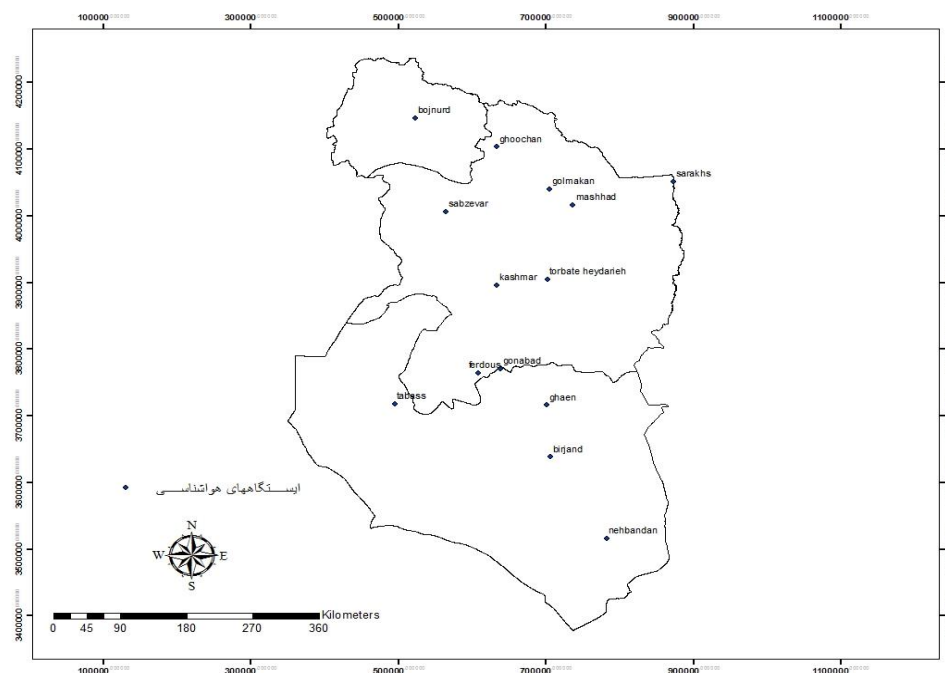 100000 300000 500000 700000 900000 1100000
4200000
4100000
4000000
3900000
3800000
3700000
3600000
3500000
3400000
bojnurd
ghoochan
golmakan
sarakhs
mashhad
sabzevar
kashmar
torbate heydarieh
ferdous
gonabad
tabass
ghaen
birjand
nehbandan
ایستگاههای هواشناسی
N
W E
S
Kilometers
0 45 90 180 270 360
100000 300000 500000 700000 900000 1100000